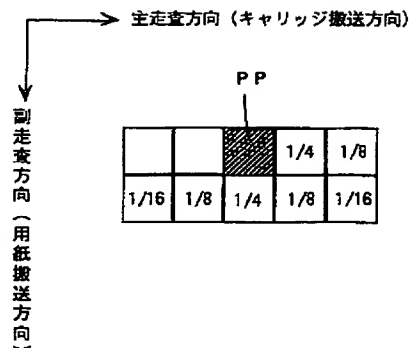 主走査方向（キャリッジ搬送方向）
副走査方向（用紙搬送方向）
PP
1/4 1/8
1/16 1/8 1/4 1/8 1/16